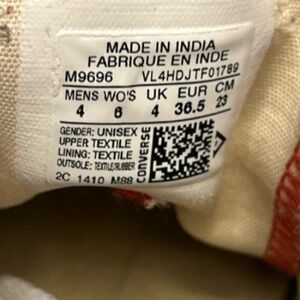 MADE IN INDIA
FABRIQUE EN INDE
M9696 VL4HDJTF01789
MENS WO'S UK EUR CM
4 6 4 36.5 23
GENDER: UNISEX
UPPER: TEXTILE
LINING: TEXTILE
OUTSOLE: TEXTILE/RUBBER
CONVERSE
2C 1410 M88